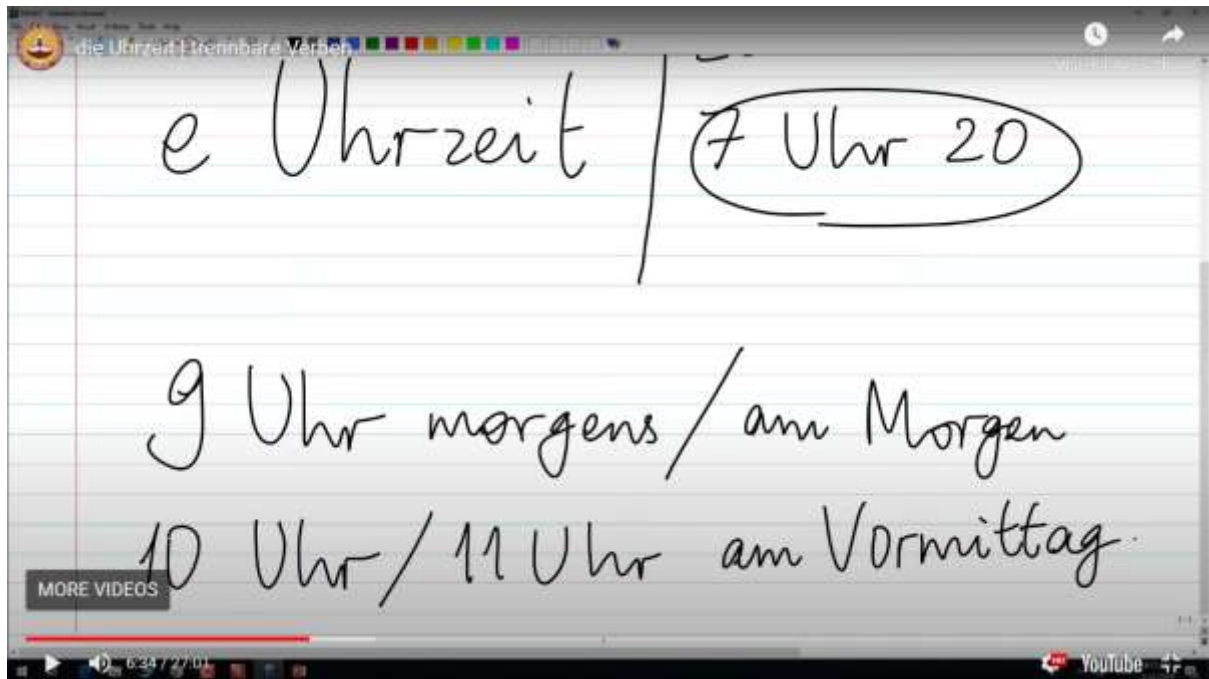 die Uhrzeit | trennbare Verben
e Uhrzeit / 7 Uhr 20
9 Uhr morgens / am Morgen
10 Uhr / 11 Uhr am Vormittag.
MORE VIDEOS
6:34 / 27:01
YouTube